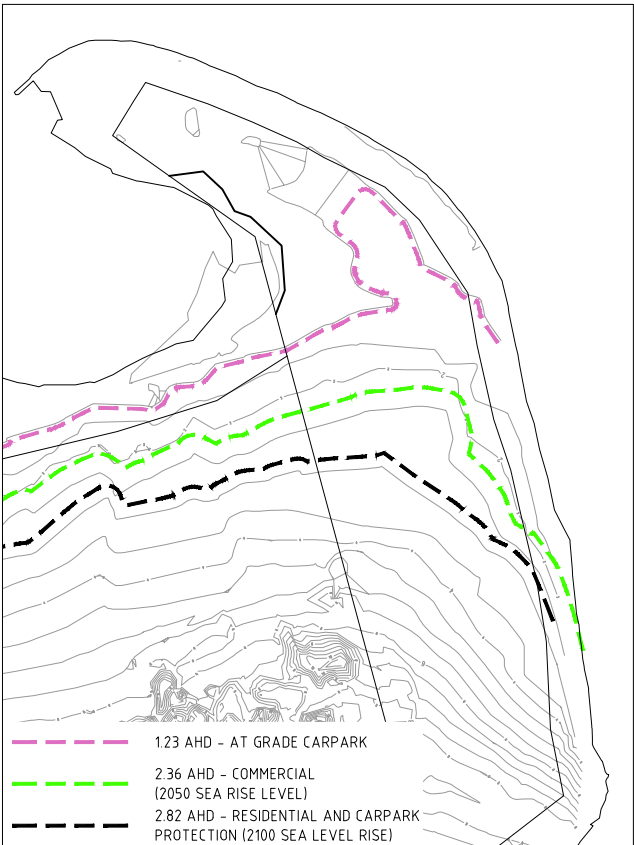 1.23 AHD - AT GRADE CARPARK
2.36 AHD - COMMERCIAL
(2050 SEA RISE LEVEL)
2.82 AHD - RESIDENTIAL AND CARPARK
PROTECTION (2100 SEA LEVEL RISE)